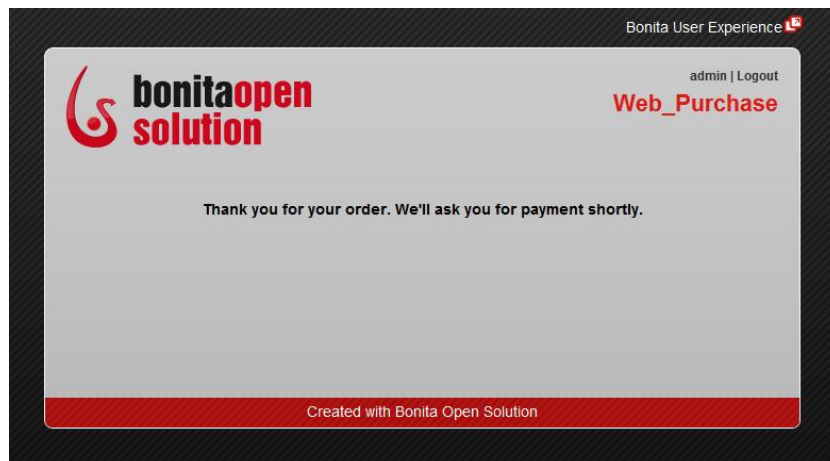 Bonita User Experience
admin | Logout
bonitaopen
solution
Web_Purchase
Thank you for your order. We'll ask you for payment shortly.
Created with Bonita Open Solution